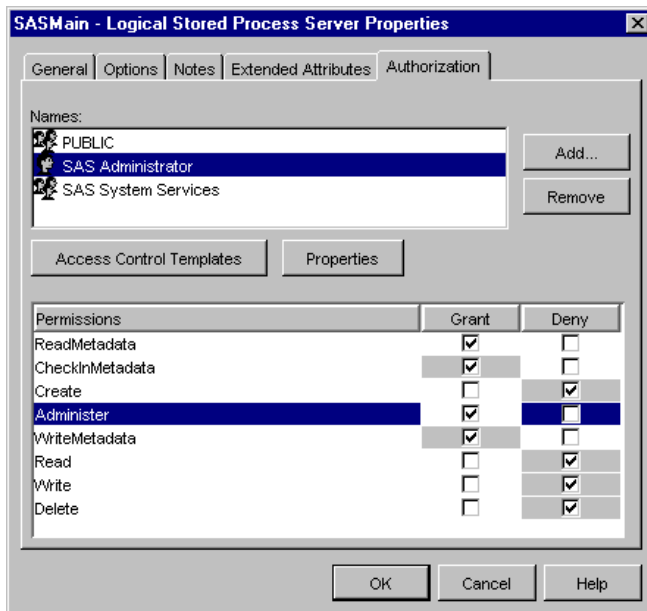 SASMain - Logical Stored Process Server Properties
General Options Notes Extended Attributes Authorization
Names:
PUBLIC
SAS Administrator
SAS System Services
Add...
Remove
Access Control Templates Properties
Permissions Grant Deny
ReadMetadata
CheckInMetadata
Create
Administer
WriteMetadata
Read
Write
Delete
OK Cancel Help